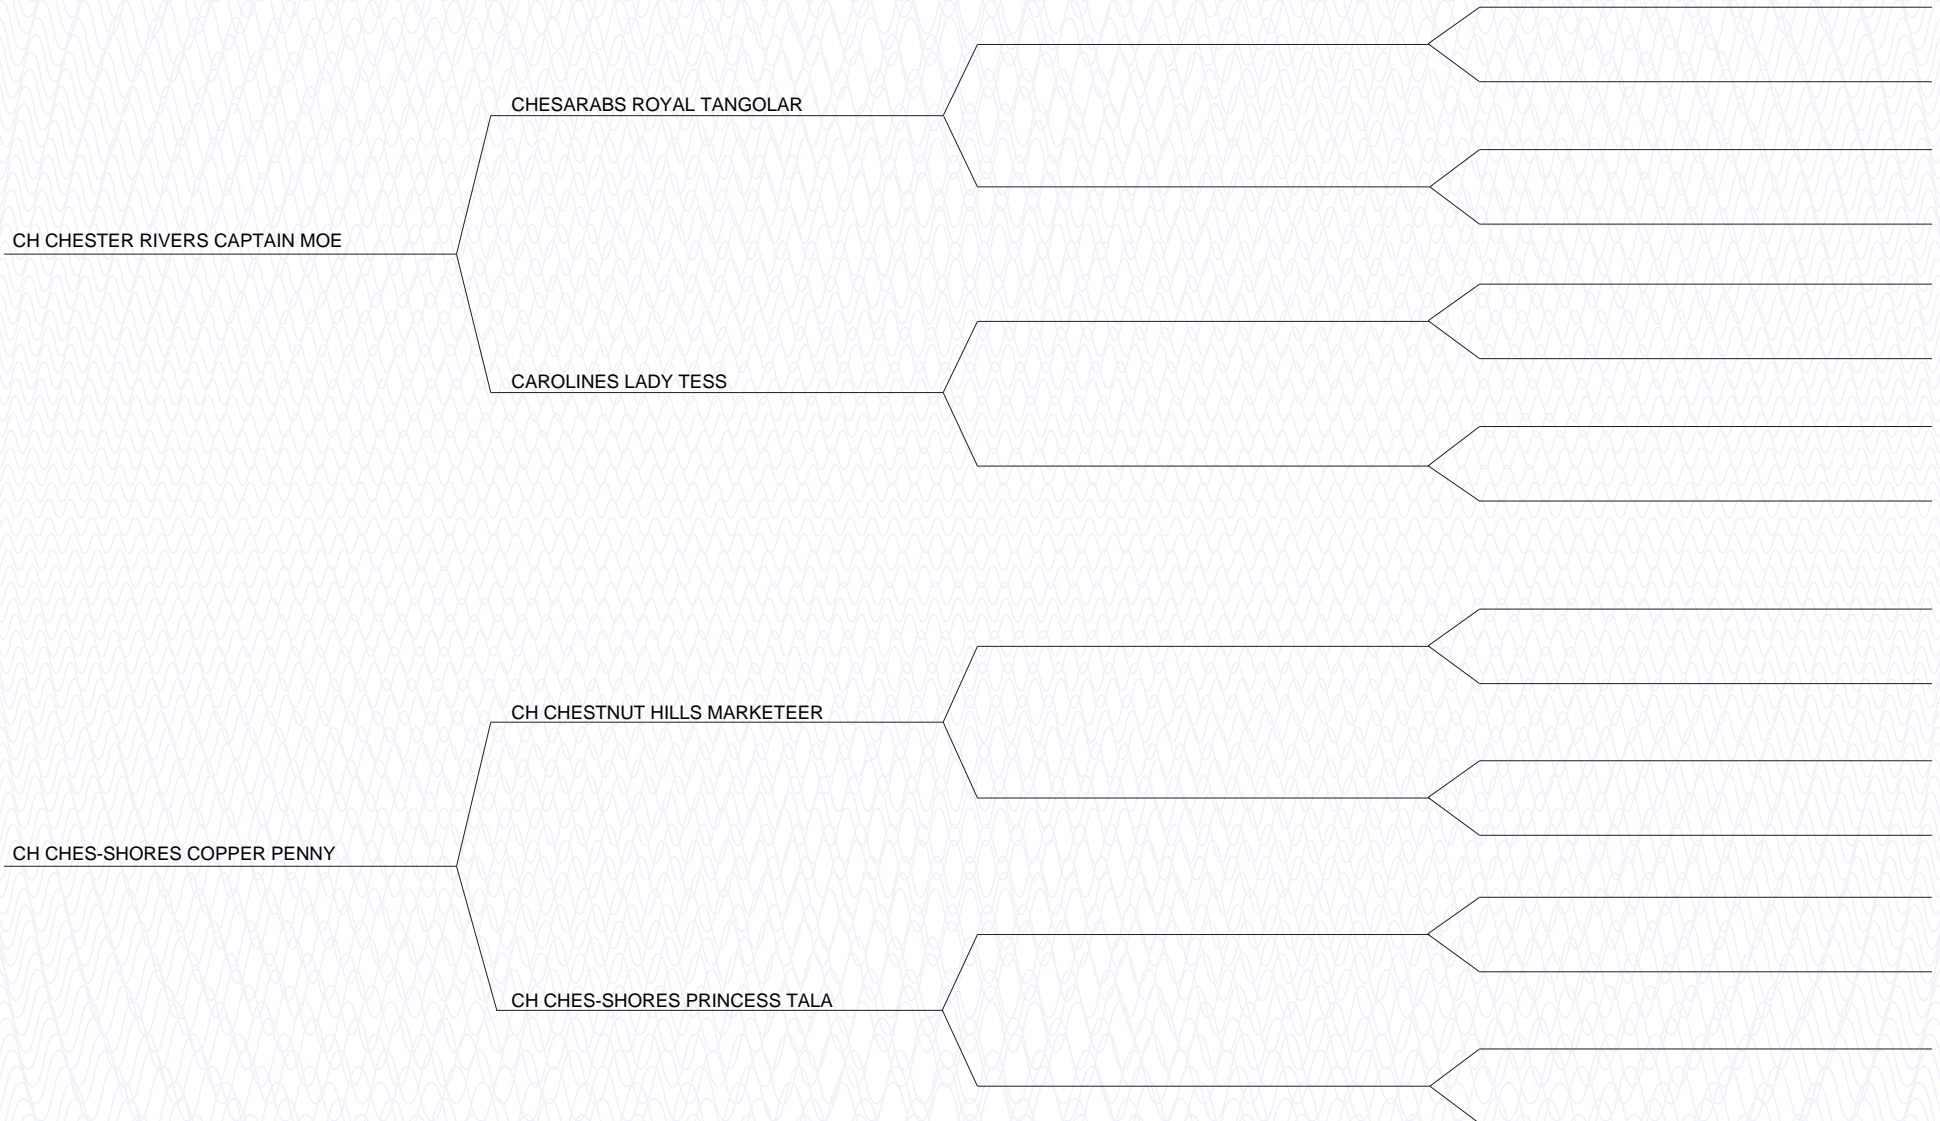 CHESARABS ROYAL TANGOLAR
CH CHESTER RIVERS CAPTAIN MOE
CAROLINES LADY TESS
CH CHESTNUT HILLS MARKETEER
CH CHES-SHORES COPPER PENNY
CH CHES-SHORES PRINCESS TALA